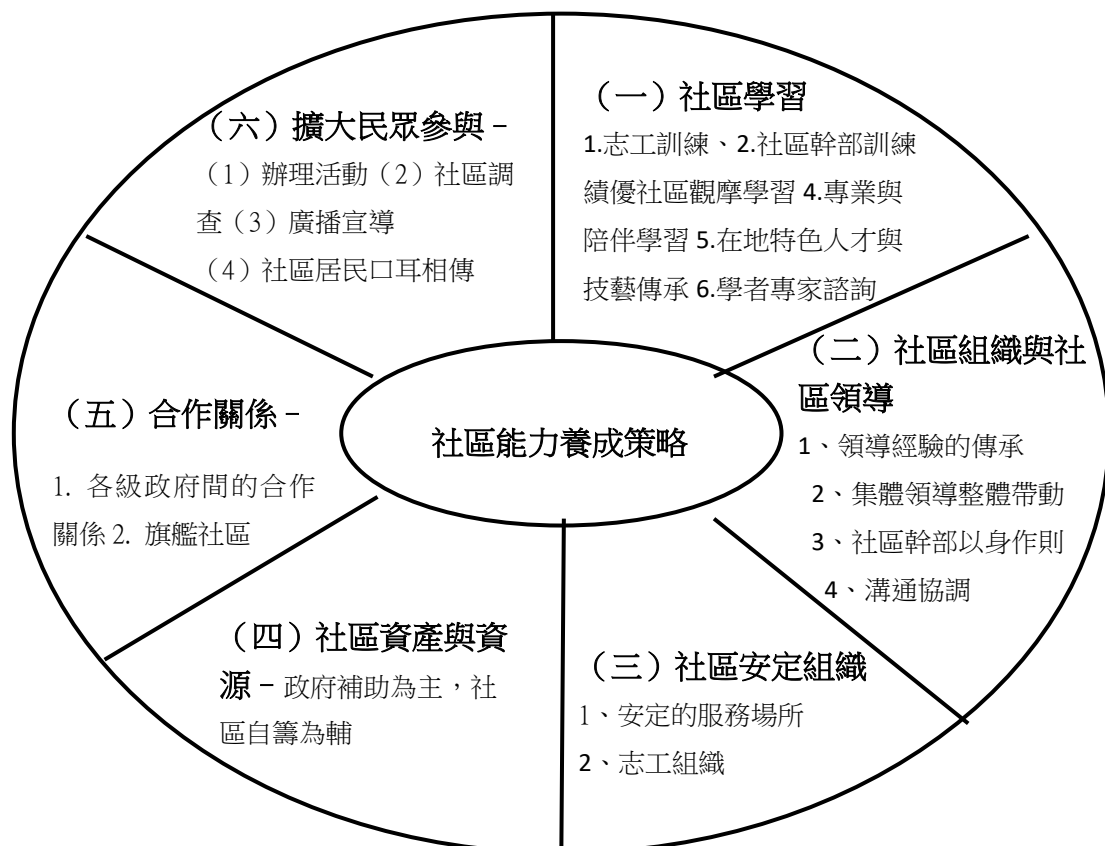 （一）社區學習
1.志工訓練、2.社區幹部訓練
績優社區觀摩學習 4.專業與
陪伴學習 5.在地特色人才與
技藝傳承 6.學者專家諮詢
（二）社區組織與社
區領導
1、領導經驗的傳承
2、集體領導整體帶動
3、社區幹部以身作則
4、溝通協調
（三）社區安定組織
1、安定的服務場所
2、志工組織
（四）社區資產與資
源－政府補助為主，社
區自籌為輔
（五）合作關係－
1. 各級政府間的合作
關係 2. 旗艦社區
（六）擴大民眾參與－
（1）辦理活動（2）社區調
查（3）廣播宣導
（4）社區居民口耳相傳
社區能力養成策略